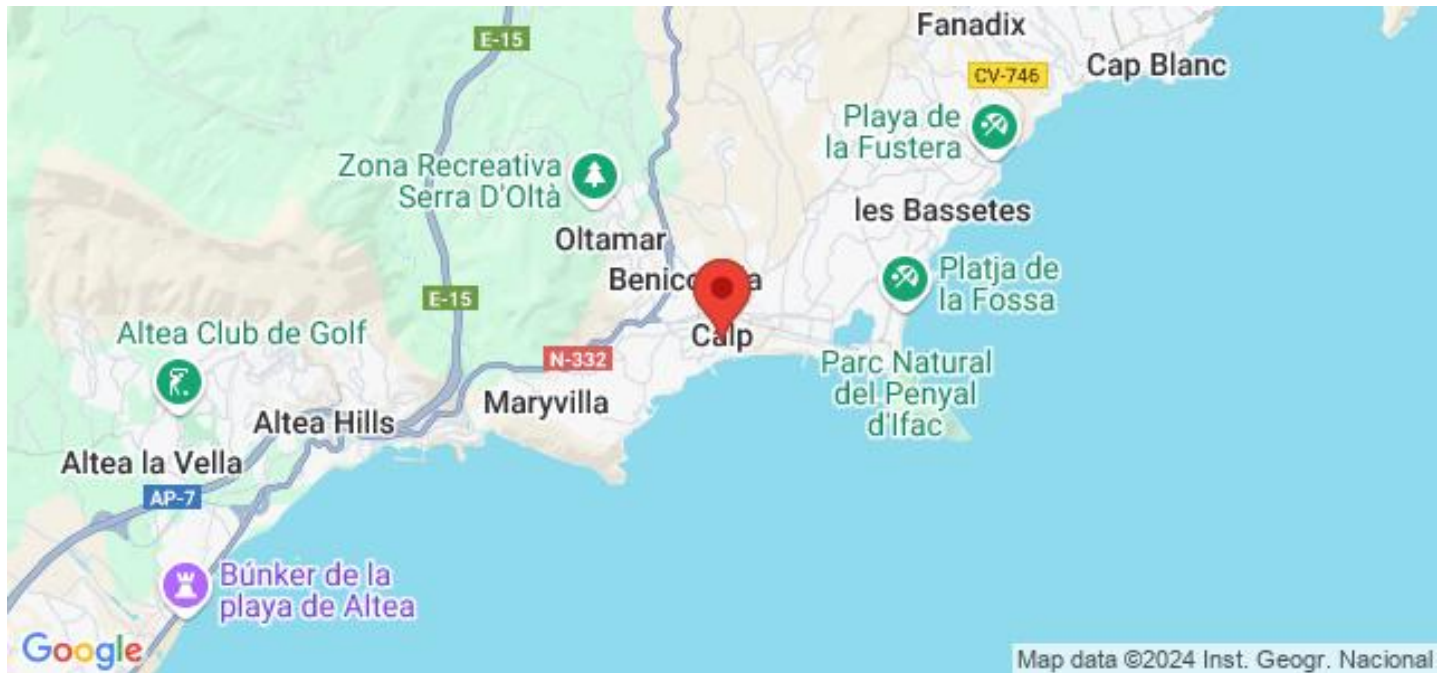 Fanadix
E-15
Cap Blanc
CV-746
Playa de
la Fustera
Zona Recreativa
Serra D'Oltà
les Bassetes
Oltamar
Platja de
la Fossa
E-15
Calp
Altea Club de Golf
N-332
Parc Natural
del Penyal
d'Ifac
Maryvilla
Altea Hills
Altea la Vella
AP-7
Búnker de la
playa de Altea
Google
Map data ©2024 Inst. Geogr. Nacional